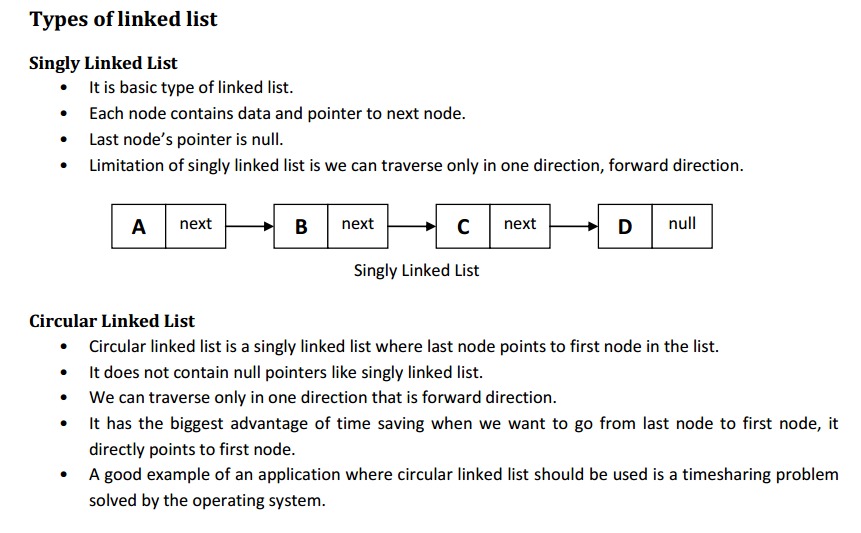 Types of linked list
Singly Linked List
• It is basic type of linked list.
• Each node contains data and pointer to next node.
• Last node’s pointer is null.
• Limitation of singly linked list is we can traverse only in one direction, forward direction.
A next B next C next D null
Singly Linked List
Circular Linked List
• Circular linked list is a singly linked list where last node points to first node in the list.
• It does not contain null pointers like singly linked list.
• We can traverse only in one direction that is forward direction.
• It has the biggest advantage of time saving when we want to go from last node to first node, it
directly points to first node.
• A good example of an application where circular linked list should be used is a timesharing problem
solved by the operating system.